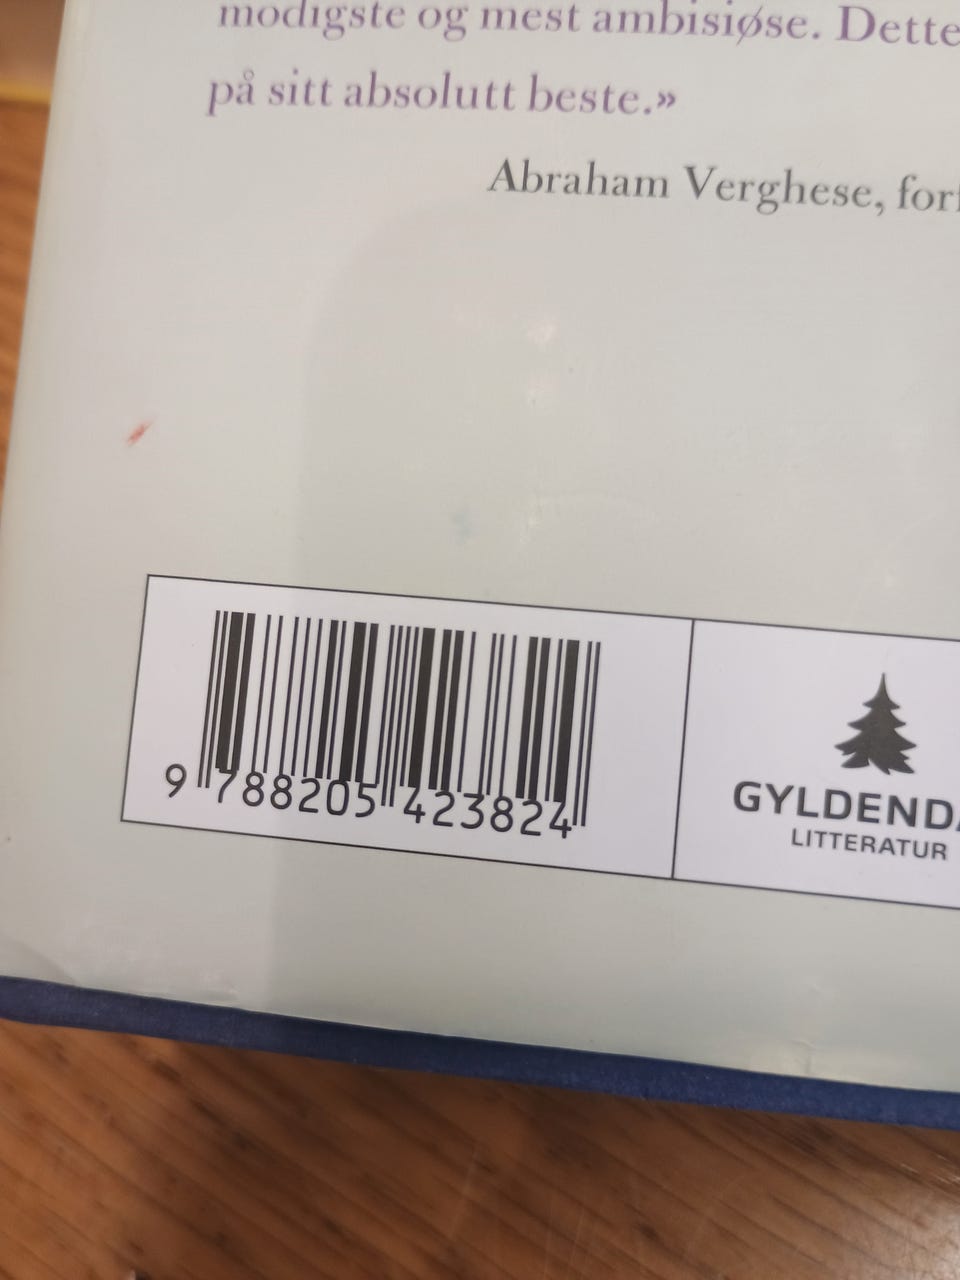 modigste og mest ambisiøse. Dette
på sitt absolutt beste.»
Abraham Verghese,
9 788205 423824
LITTERATUR